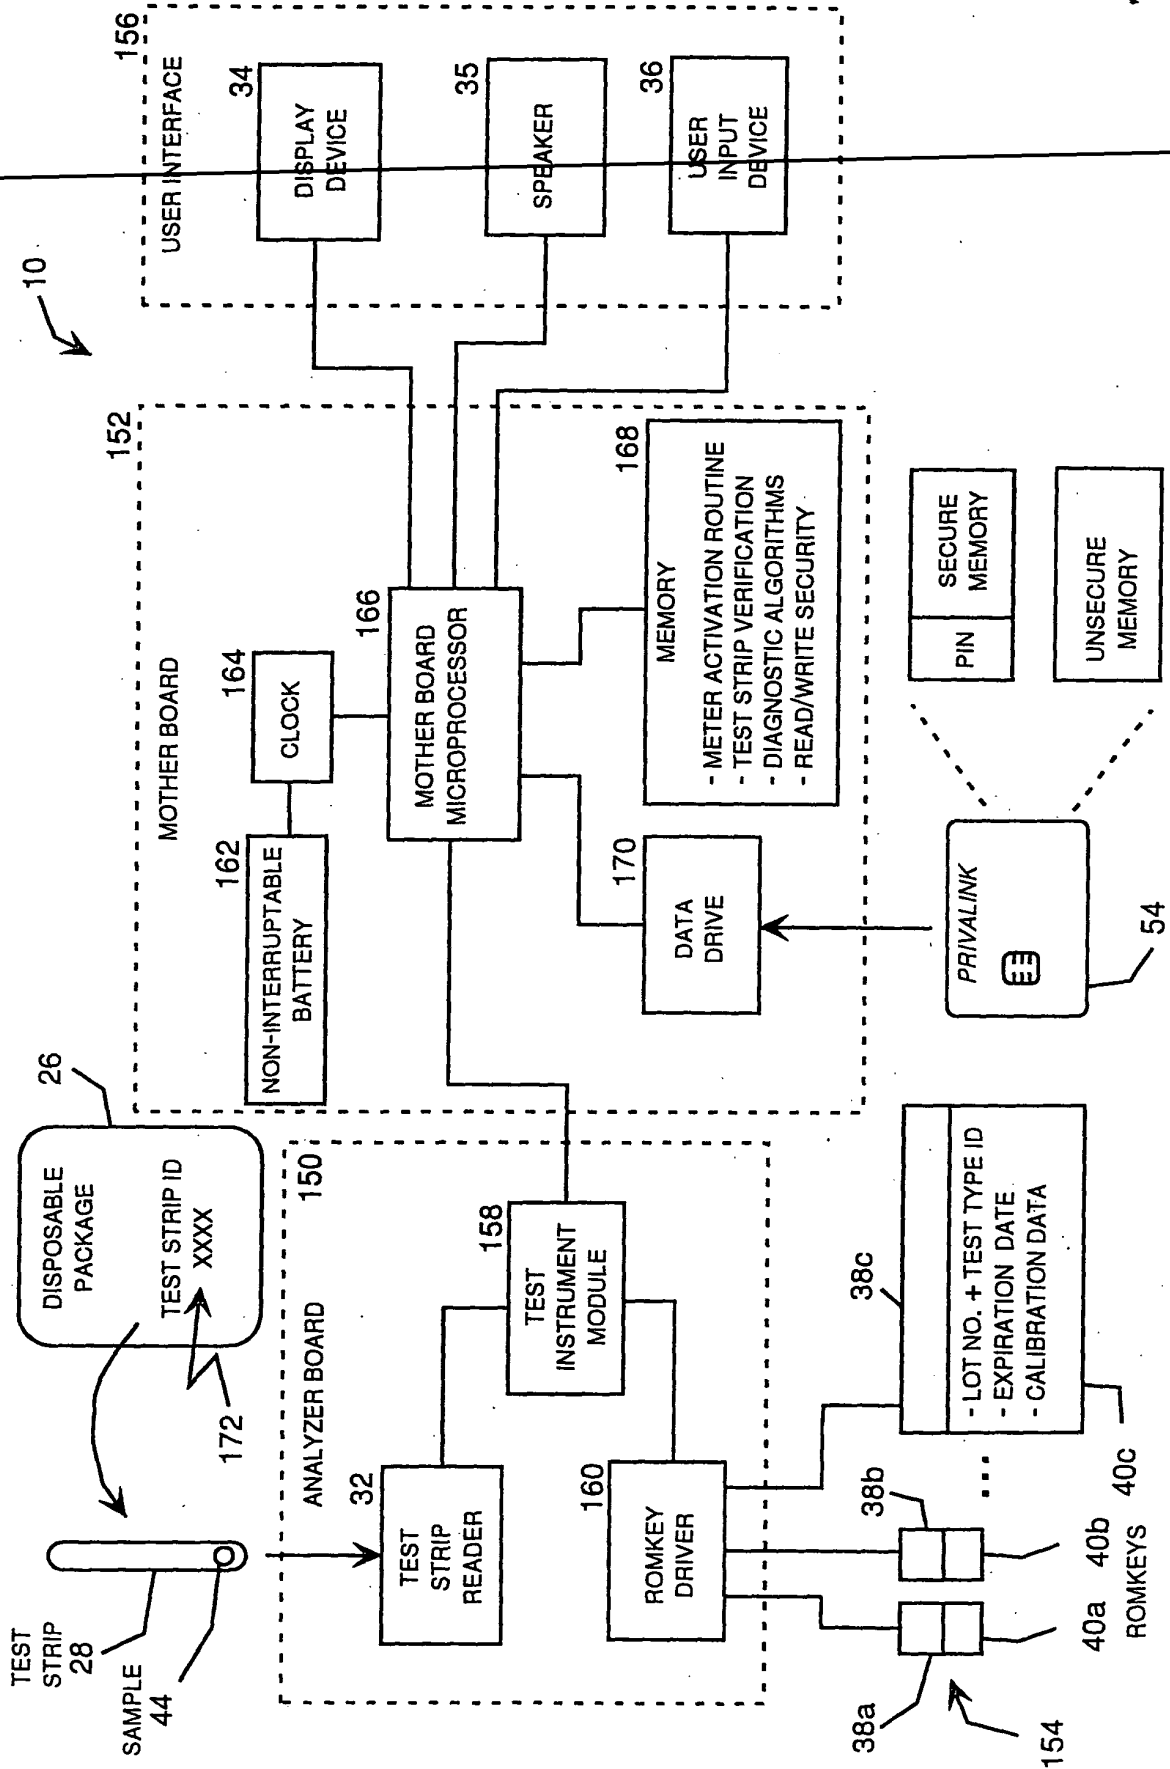 10
TEST
STRIP
28
SAMPLE
44
DISPOSABLE
PACKAGE
TEST STRIP ID
XXXX
26
172
ANALYZER BOARD
150
32
TEST
STRIP
READER
158
TEST
INSTRUMENT
MODULE
160
ROMKEY
DRIVER
38a
38b
38c
154
40a
40b
40c
ROMKEYS
...
- LOT NO. + TEST TYPE ID
- EXPIRATION DATE
- CALIBRATION DATA
MOTHER BOARD
152
162
NON-INTERRUPTABLE
BATTERY
164
CLOCK
166
MOTHER BOARD
MICROPROCESSOR
168
MEMORY
- METER ACTIVATION ROUTINE
- TEST STRIP VERIFICATION
- DIAGNOSTIC ALGORITHMS
- READ/WRITE SECURITY
170
DATA
DRIVE
PRIVALINK
54
PIN
SECURE
MEMORY
UNSECURE
MEMORY
156
USER INTERFACE
34
DISPLAY
DEVICE
35
SPEAKER
36
USER
INPUT
DEVICE